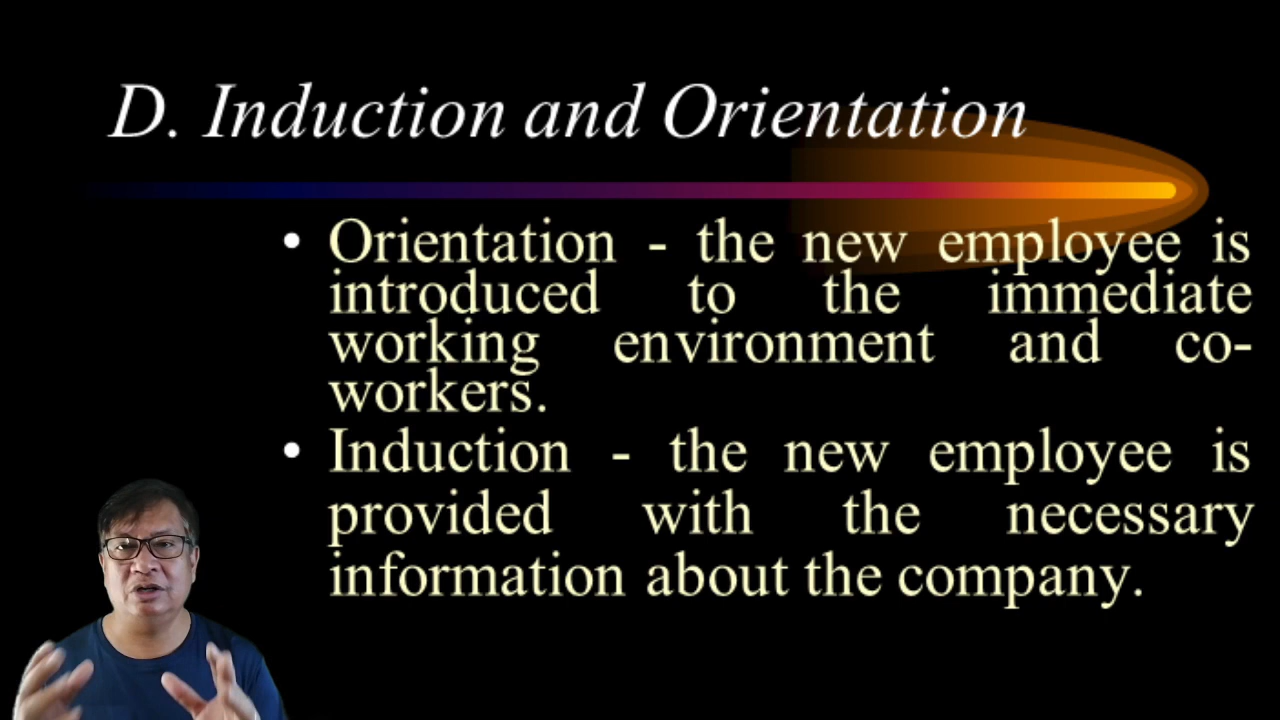 D. Induction and Orientation
• Orientation - the new employee is
introduced to the immediate
working environment and co-
workers.
• Induction - the new employee is
provided with the necessary
information about the company.